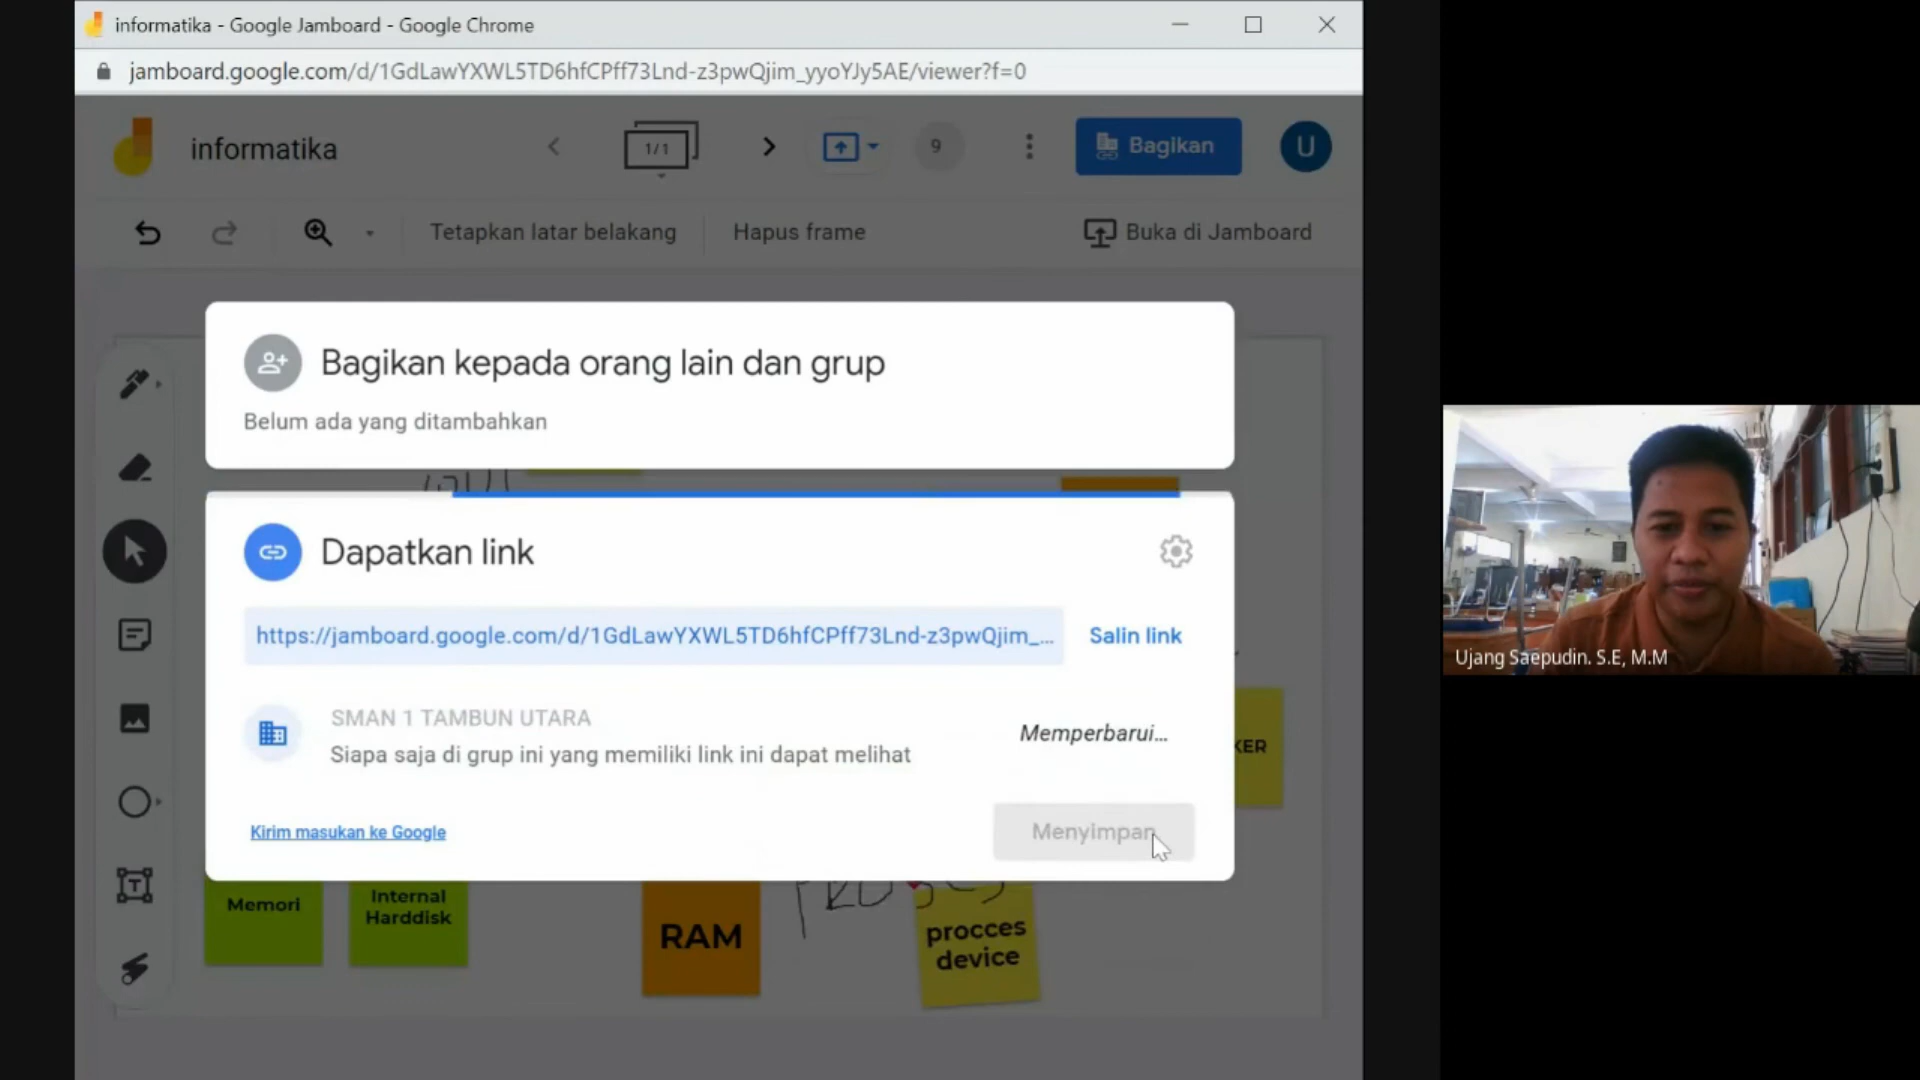 informatika - Google Jamboard - Google Chrome
jamboard.google.com/d/1GdLawYXWL5TD6hfCPff73Lnd-z3pwQjim_yyoYJy5AE/viewer?f=0
informatika
1/1
9
Bagikan
U
Tetapkan latar belakang
Hapus frame
Buka di Jamboard
Bagikan kepada orang lain dan grup
Belum ada yang ditambahkan
Dapatkan link
https://jamboard.google.com/d/1GdLawYXWL5TD6hfCPff73Lnd-z3pwQjim_...
Salin link
SMAN 1 TAMBUN UTARA
Siapa saja di grup ini yang memiliki link ini dapat melihat
Memperbarui...
Kirim masukan ke Google
Menyimpan
Memori
Internal
Harddisk
RAM
procces
device
Ujang Saepudin. S.E, M.M